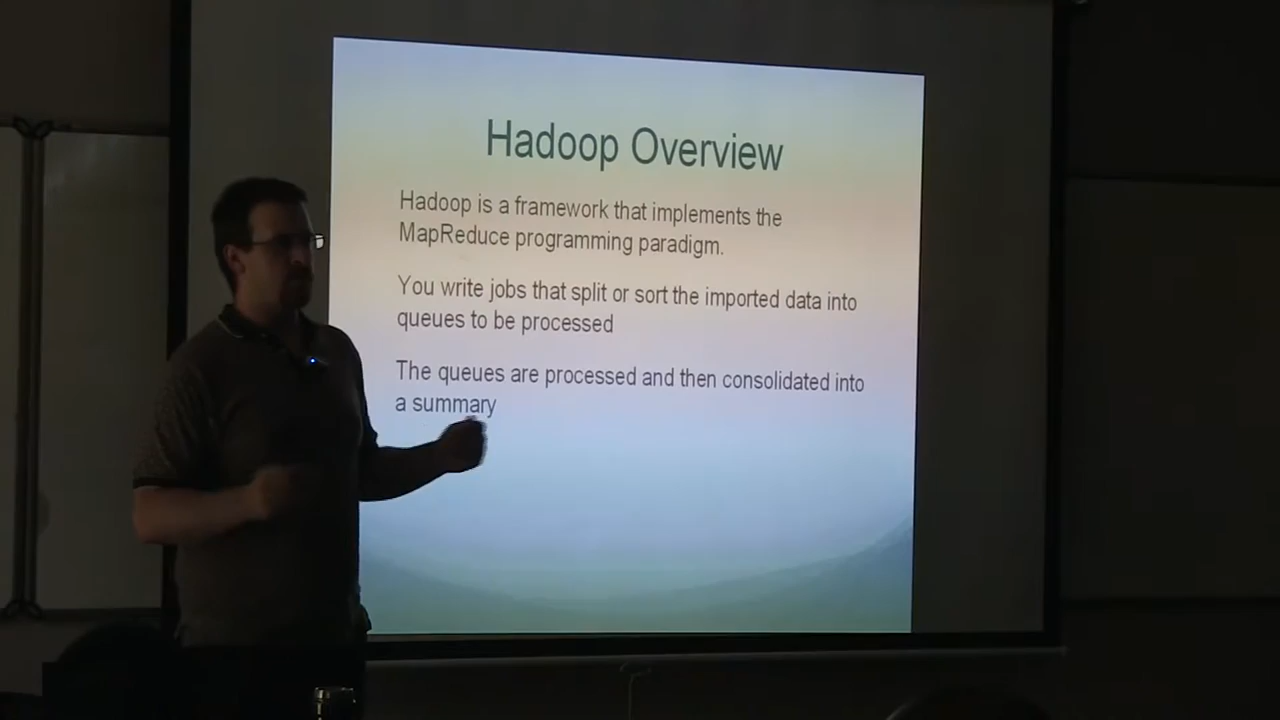 Hadoop Overview
Hadoop is a framework that implements the
MapReduce programming paradigm.
You write jobs that split or sort the imported data into
queues to be processed
The queues are processed and then consolidated into
a summary